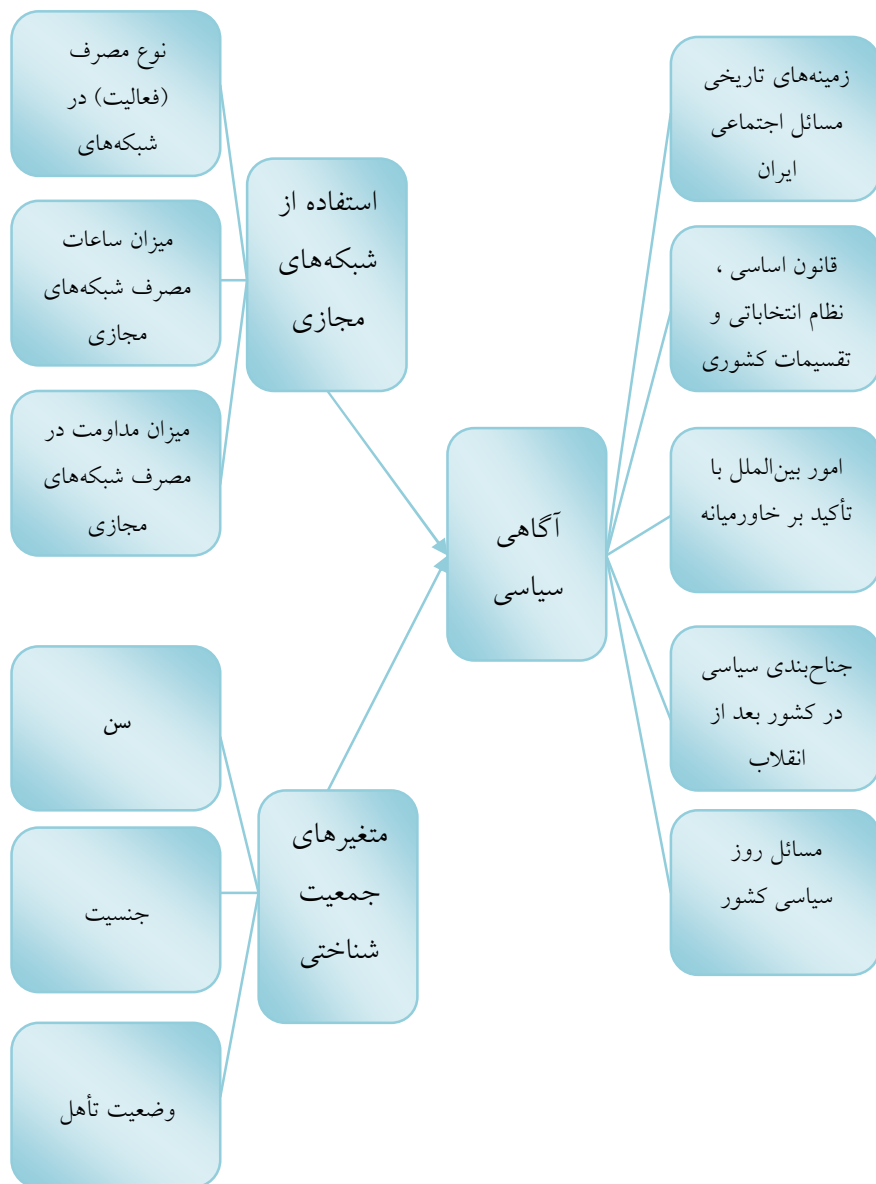 نوع مصرف
(فعالیت) در
شبکه‌های
میزان ساعات
مصرف شبکه‌های
مجازی
میزان مداومت در
مصرف شبکه‌های
مجازی
استفاده از
شبکه‌های
مجازی
سن
جنسیت
وضعیت تأهل
متغیرهای
جمعیت
شناختی
آگاهی
سیاسی
زمینه‌های تاریخی
مسائل اجتماعی
ایران
قانون اساسی ،
نظام انتخاباتی و
تقسیمات کشوری
امور بین‌الملل با
تأکید بر خاورمیانه
جناح‌بندی سیاسی
در کشور بعد از
انقلاب
مسائل روز
سیاسی کشور